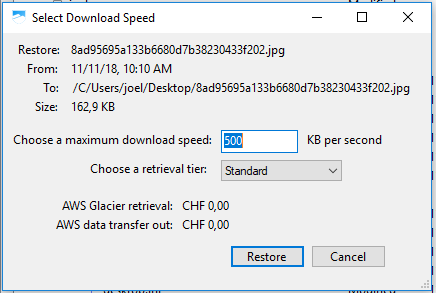 Select Download Speed
Restore: 8ad95695a133b6680d7b38230433f202.jpg
From: 11/11/18, 10:10 AM
To: /C/Users/joel/Desktop/8ad95695a133b6680d7b38230433f202.jpg
Size: 162,9 KB
Choose a maximum download speed: 500 KB per second
Choose a retrieval tier: Standard
AWS Glacier retrieval: CHF 0,00
AWS data transfer out: CHF 0,00
Restore Cancel